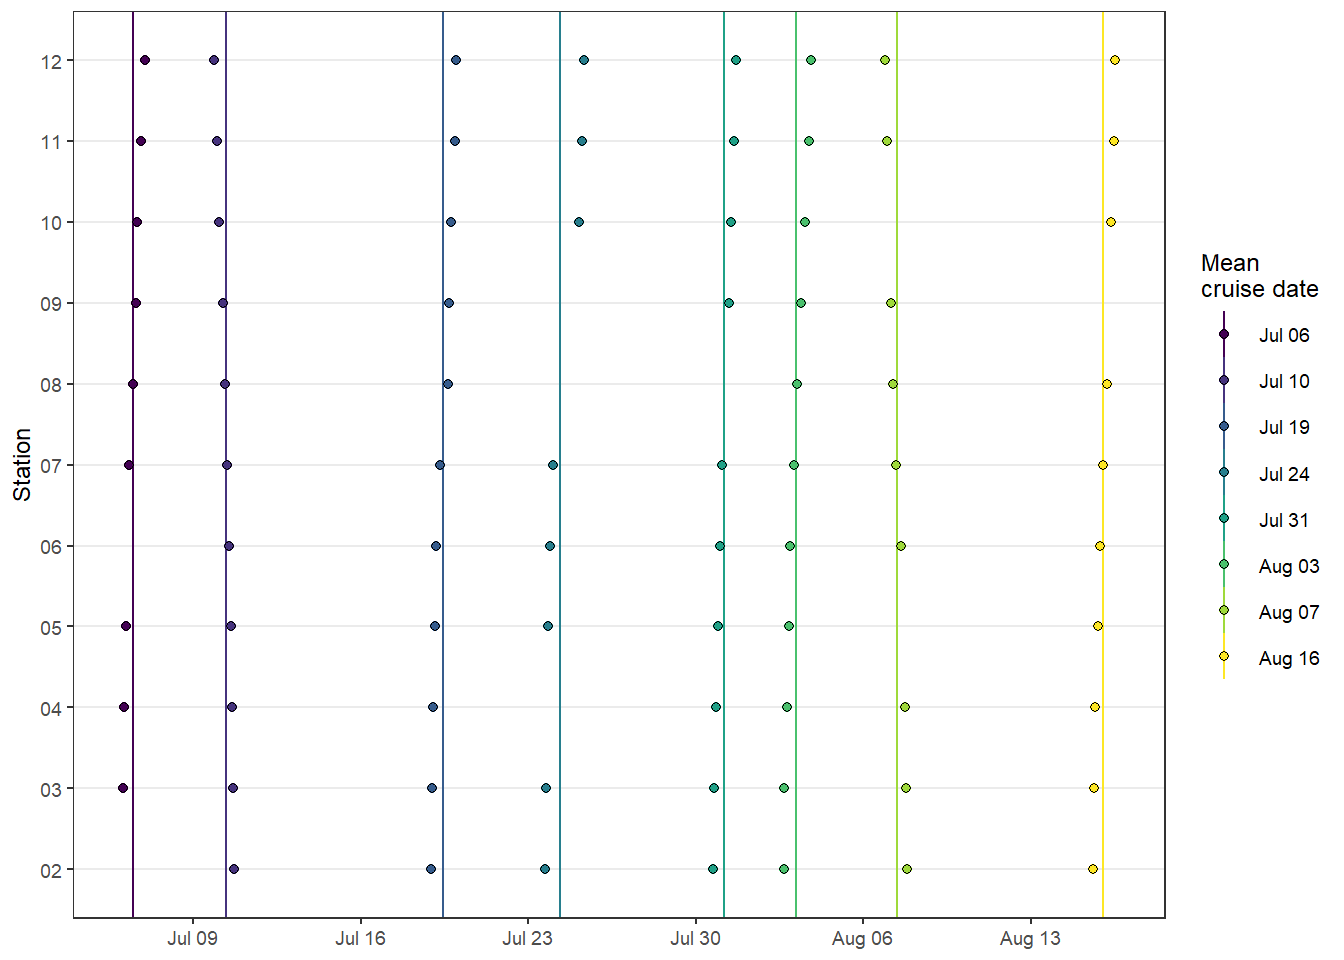 12
11
10
09
08
07
06
05
04
03
02
Station
Jul 09
Jul 16
Jul 23
Jul 30
Aug 06
Aug 13
Mean
cruise date
Jul 06
Jul 10
Jul 19
Jul 24
Jul 31
Aug 03
Aug 07
Aug 16